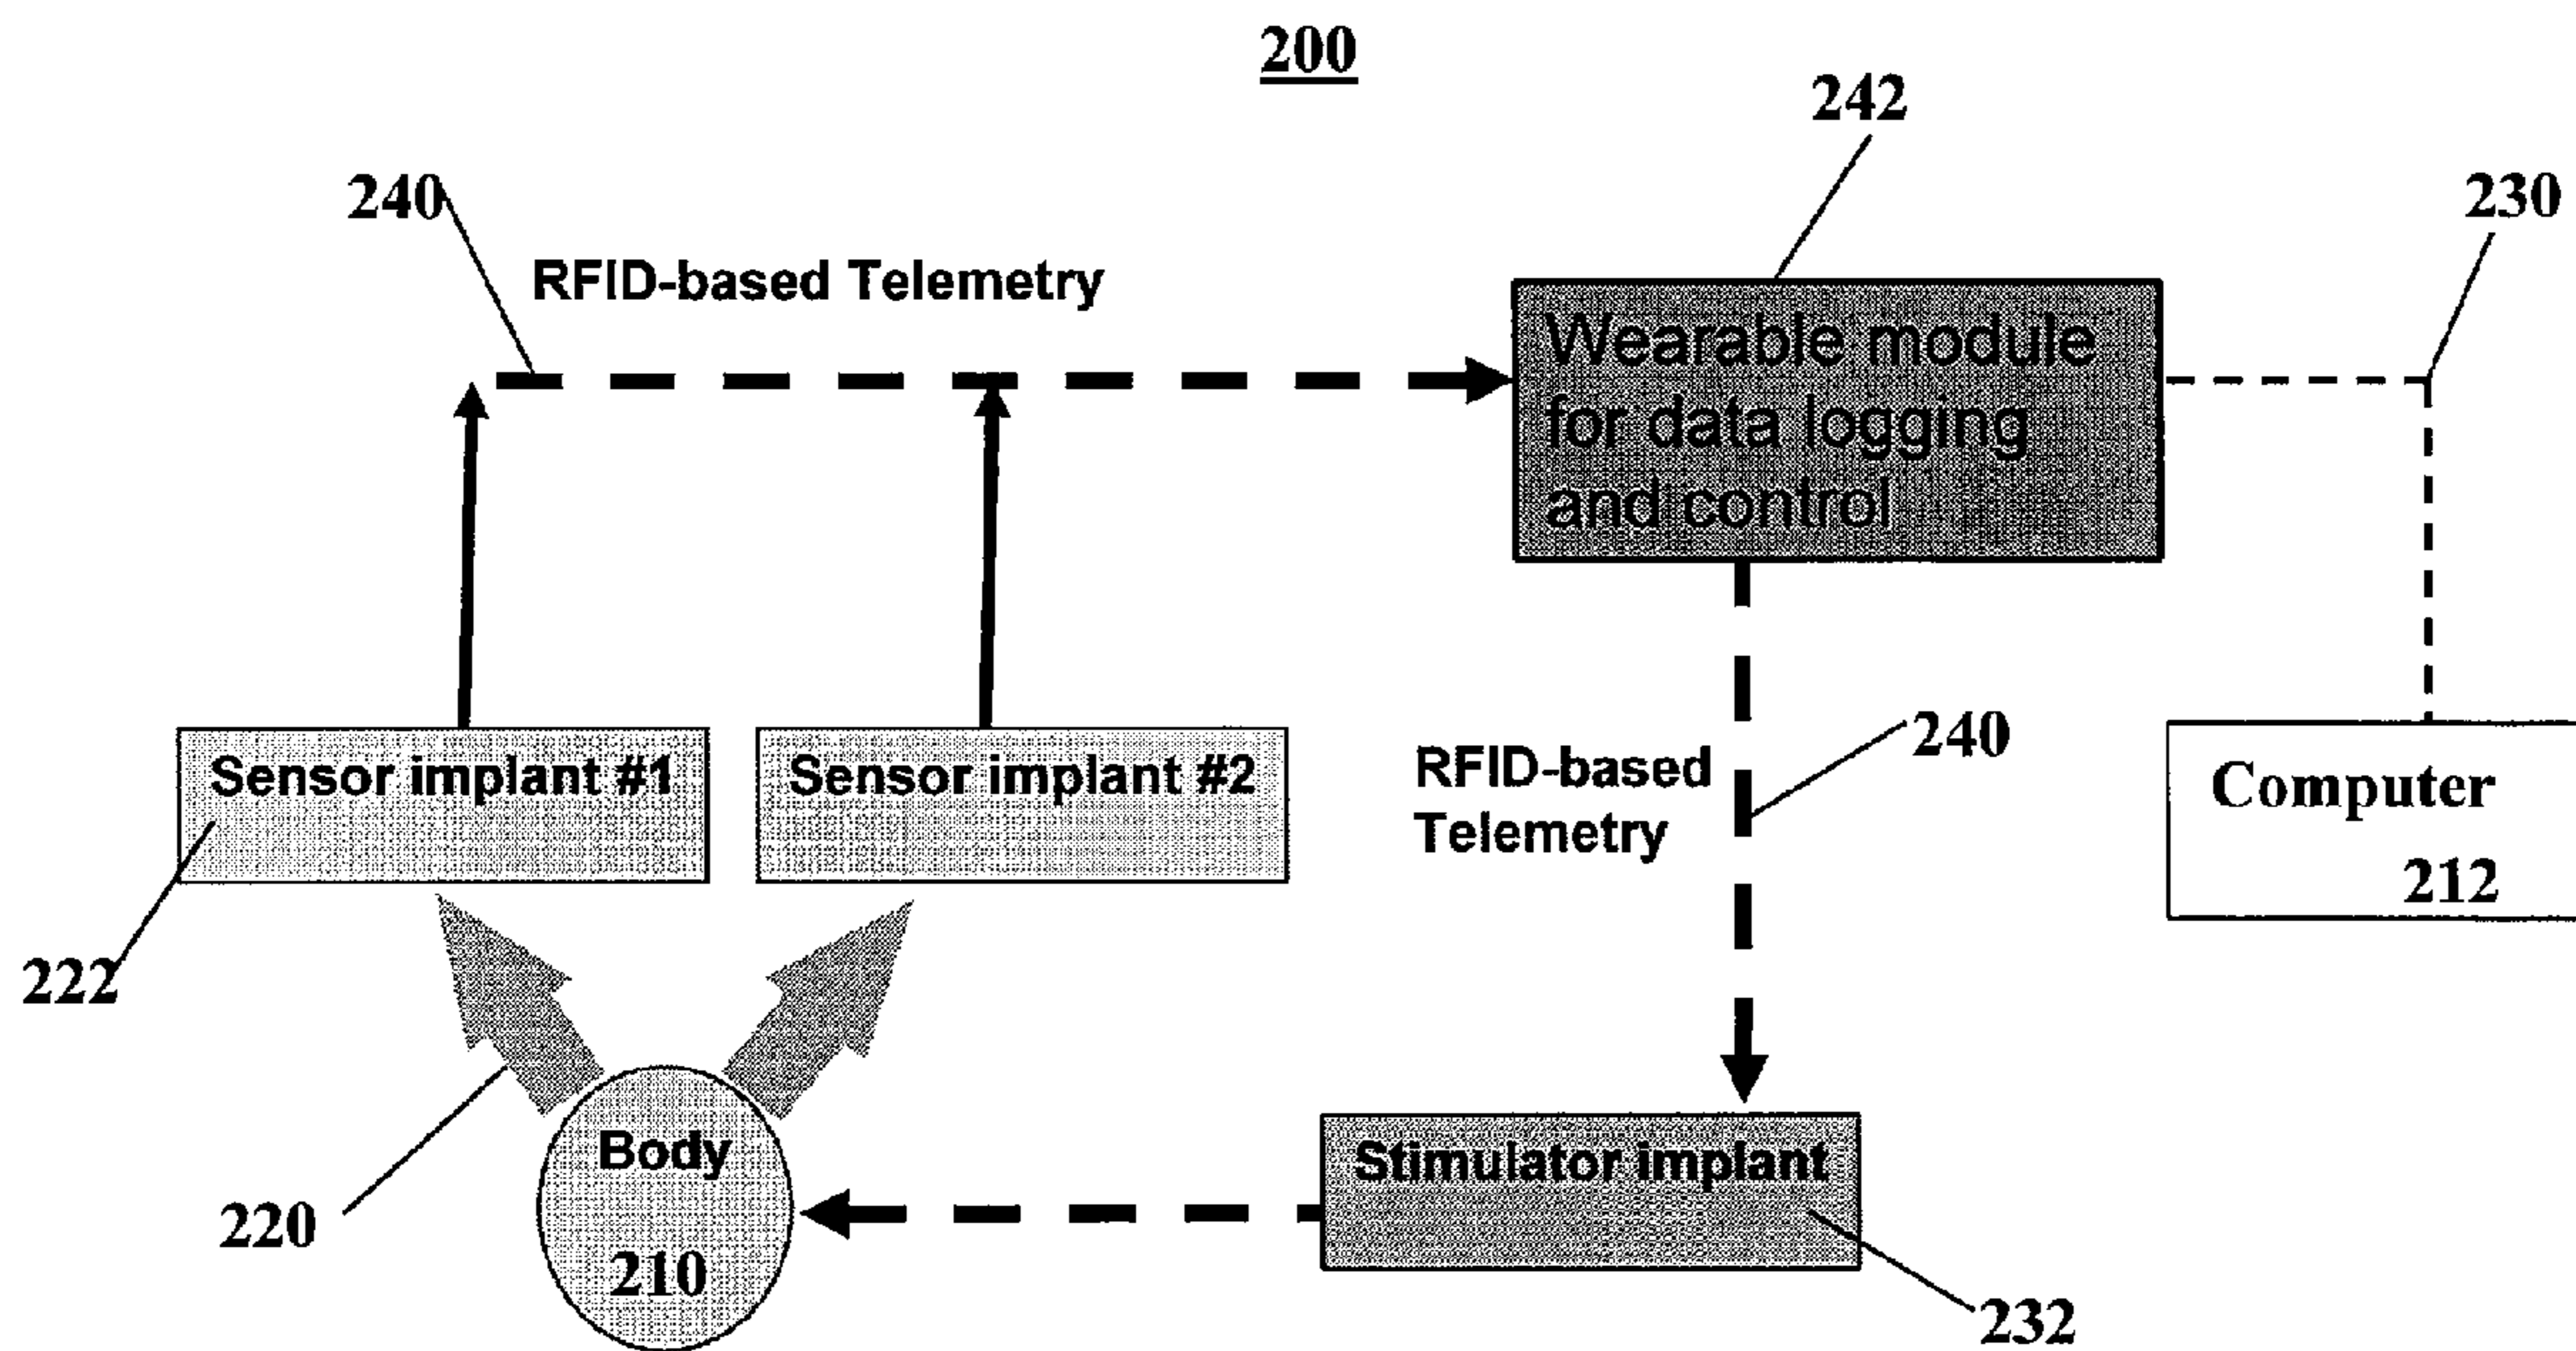 200
242
240
230
RFID-based Telemetry
Wearable module
for data logging
and control
240
Sensor implant #1
Sensor implant #2
RFID-based
Telemetry
Computer
212
222
Body
210
Stimulator implant
220
232